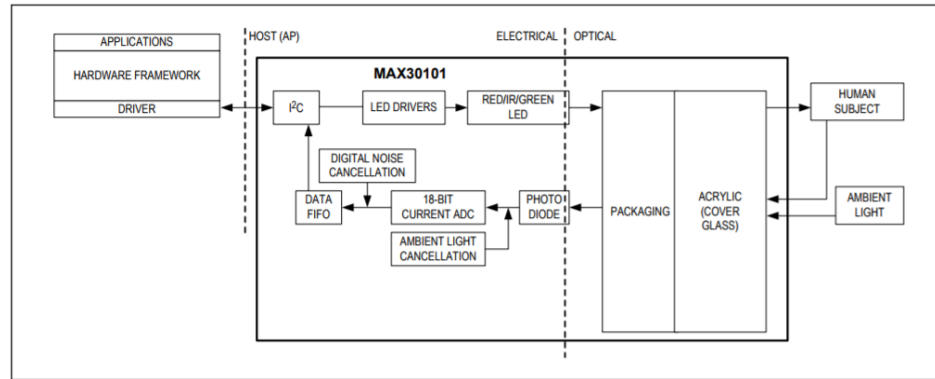 APPLICATIONS
HARDWARE FRAMEWORK
DRIVER
HOST (AP)
ELECTRICAL
OPTICAL
MAX30101
I²C
LED DRIVERS
RED/IR/GREEN
LED
HUMAN
SUBJECT
DIGITAL NOISE
CANCELLATION
DATA
FIFO
18-BIT
CURRENT ADC
PHOTO
DIODE
AMBIENT LIGHT
CANCELLATION
PACKAGING
ACRYLIC
(COVER
GLASS)
AMBIENT
LIGHT